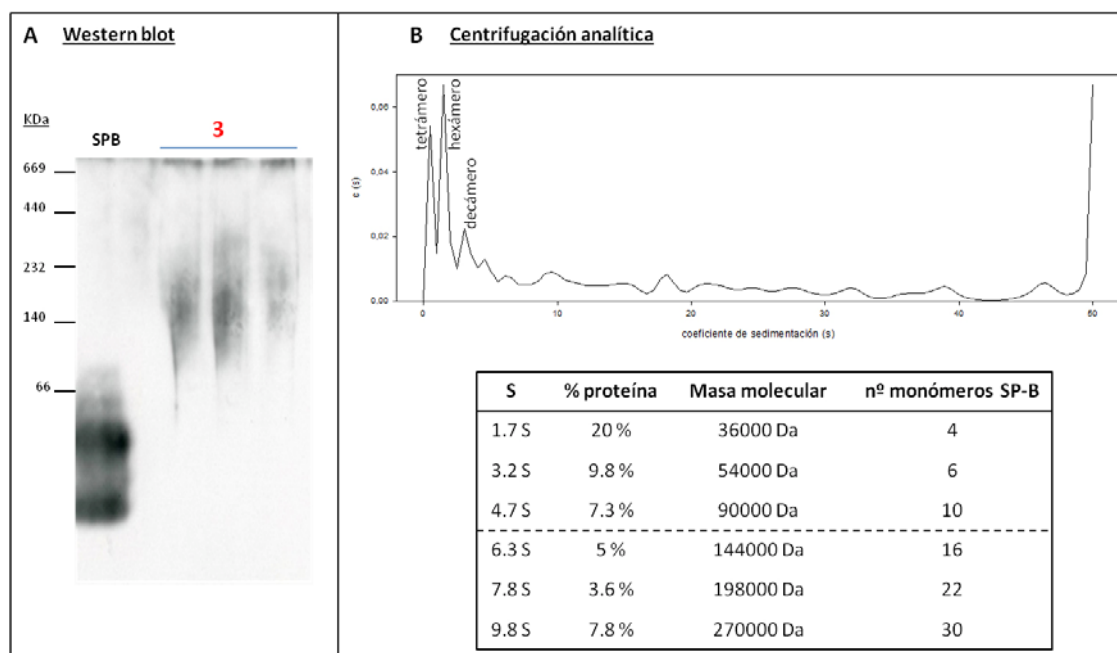 A Western blot
KDa
SPB
3
669
440
232
140
66
B Centrifugación analítica
tetrámero
hexámero
decámero
c (s)
0,06
0,04
0,02
0,00
0 10 20 30 40 50
coeficiente de sedimentación (s)
S % proteína Masa molecular nº monómeros SP-B
1.7 S 20 % 36000 Da 4
3.2 S 9.8 % 54000 Da 6
4.7 S 7.3 % 90000 Da 10
6.3 S 5 % 144000 Da 16
7.8 S 3.6 % 198000 Da 22
9.8 S 7.8 % 270000 Da 30